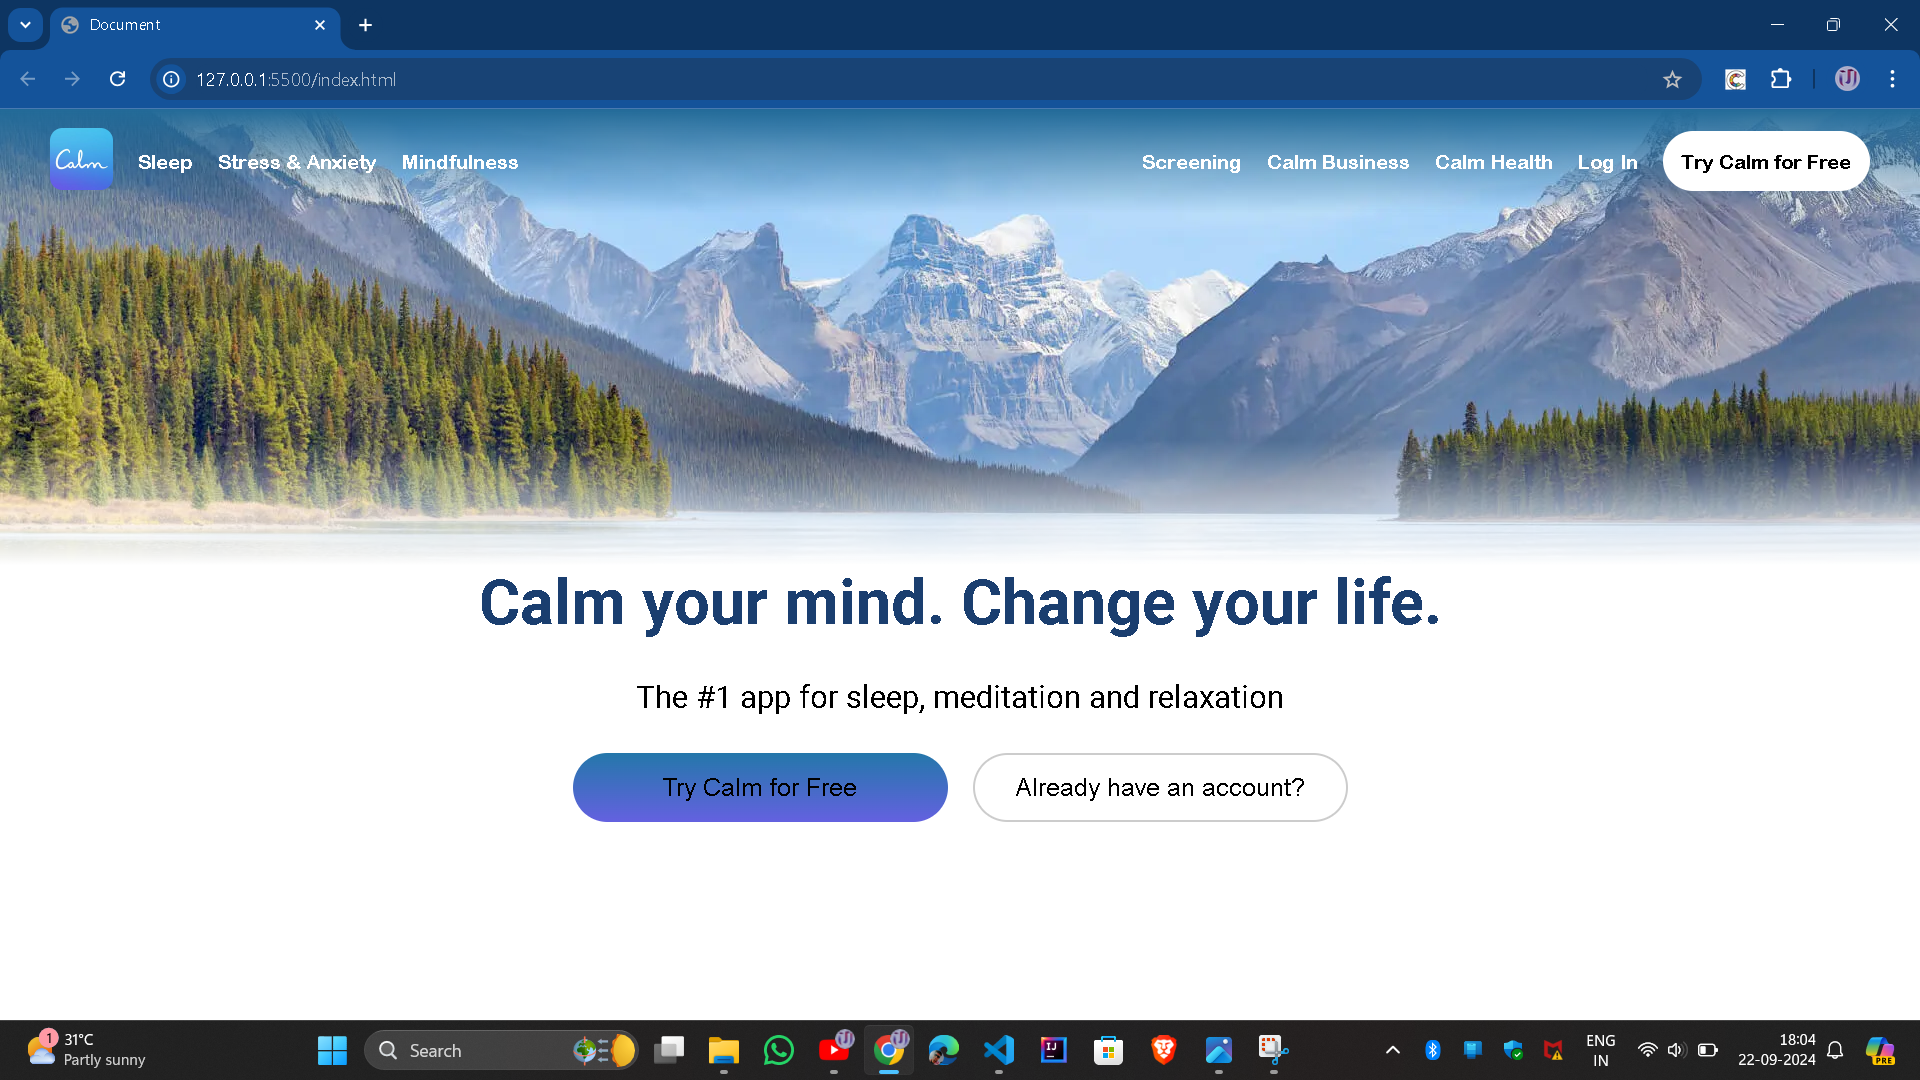 Document
127.0.0.1:5500/index.html
Calm
Sleep Stress & Anxiety Mindfulness Screening Calm Business Calm Health Log In Try Calm for Free
Calm your mind. Change your life.
The #1 app for sleep, meditation and relaxation
Try Calm for Free Already have an account?
1 31°C
Partly sunny
Search
IJ
ENG
IN
18:04
22-09-2024
PRE